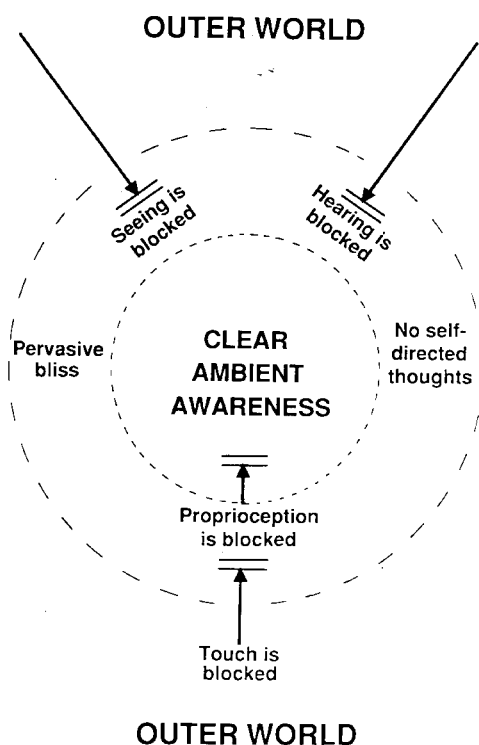 OUTER WORLD
Seeing is
blocked
Hearing is
blocked
Pervasive
bliss
CLEAR
AMBIENT
AWARENESS
No self-
directed
thoughts
Proprioception
is blocked
Touch is
blocked
OUTER WORLD